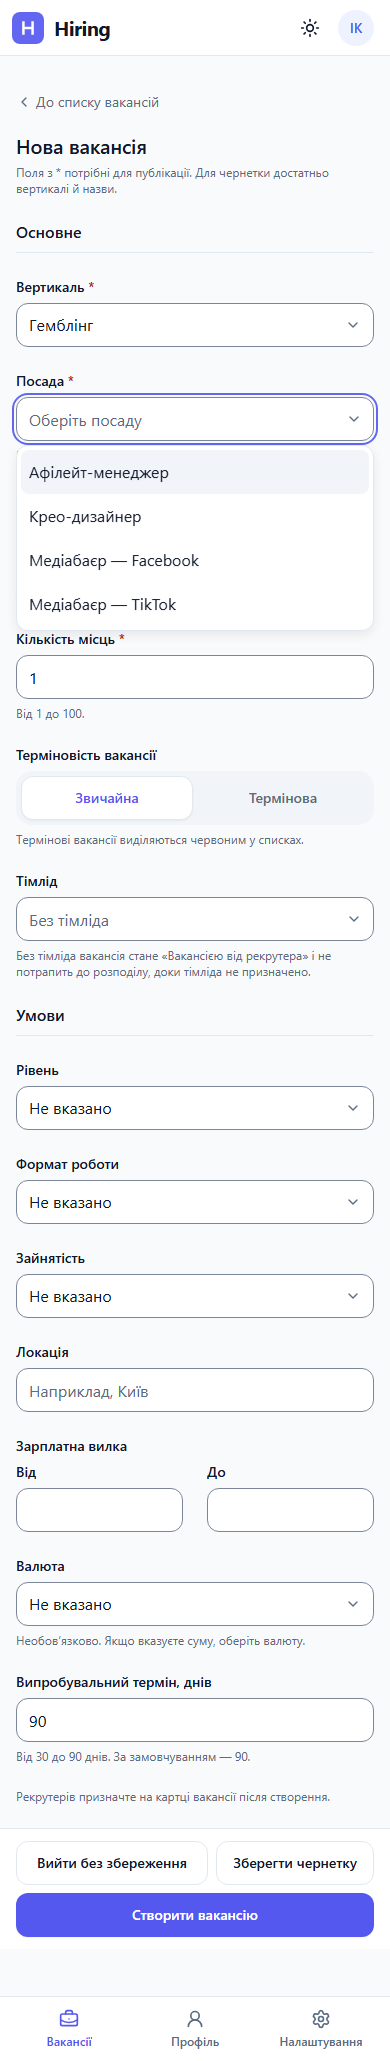 H Hiring
ІК
До списку вакансій
Нова вакансія
Поля з * потрібні для публікації. Для чернетки достатньо
вертикалі й назви.
Основне
Вертикаль *
Гемблінг
Посада *
Оберіть посаду
Афілейт-менеджер
Крео-дизайнер
Медіабаєр — Facebook
Медіабаєр — TikTok
Кількість місць *
1
Від 1 до 100.
Терміновість вакансії
Звичайна
Термінова
Термінові вакансії виділяються червоним у списках.
Тімлід
Без тімліда
Без тімліда вакансія стане «Вакансією від рекрутера» і не
потрапить до розподілу, доки тімліда не призначено.
Умови
Рівень
Не вказано
Формат роботи
Не вказано
Зайнятість
Не вказано
Локація
Наприклад, Київ
Зарплатна вилка
Від
До
Валюта
Не вказано
Необов'язково. Якщо вказуєте суму, оберіть валюту.
Випробувальний термін, днів
90
Від 30 до 90 днів. За замовчуванням — 90.
Рекрутерів призначте на картці вакансії після створення.
Вийти без збереження
Зберегти чернетку
Створити вакансію
Вакансії
Профіль
Налаштування